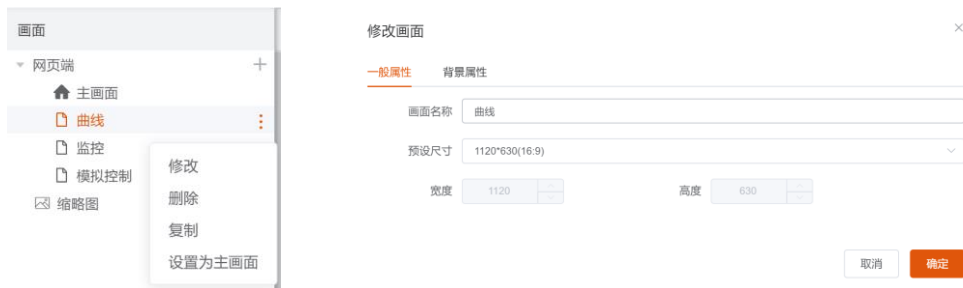 画面
网页端
主画面
曲线
监控
模拟控制
缩略图
修改
删除
复制
设置为主画面
修改画面
一般属性 背景属性
画面名称 曲线
预设尺寸 1120*630(16:9)
宽度 1120 高度 630
取消 确定